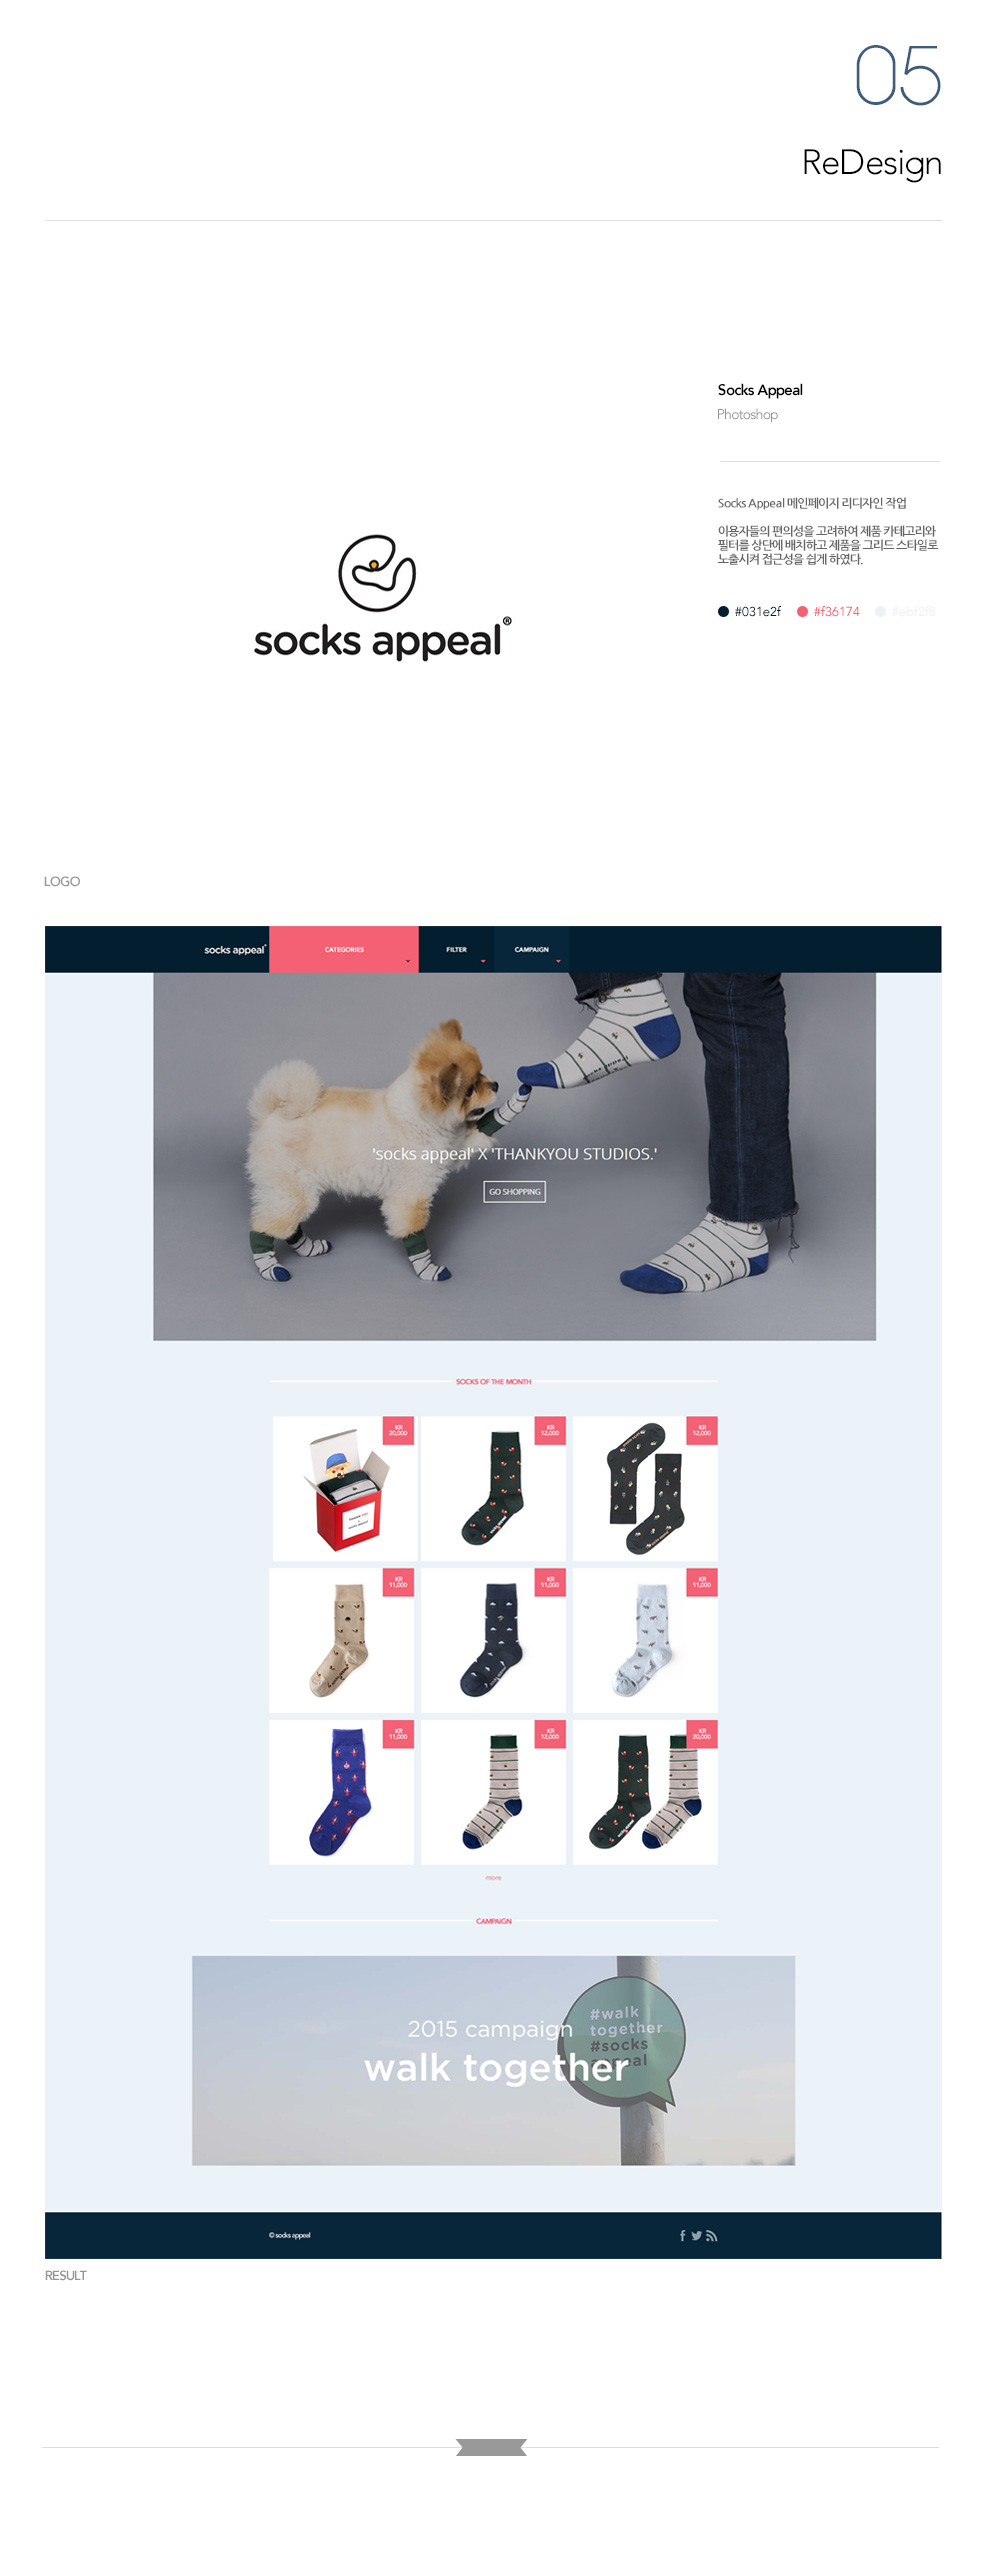 05
ReDesign
Socks Appeal
Photoshop
Socks Appeal 메인페이지 리디자인 작업
이용자들의 편의성을 고려하여 제품 카테고리와
필터를 상단에 배치하고 제품을 그리드 스타일로
노출시켜 접근성을 쉽게 하였다.
#031e2f #f36174 #ebf2f8
socks appeal®
LOGO
socks appeal CATEGORIES FILTER CAMPAIGN
socks appeal
'socks appeal' X 'THANKYOU STUDIOS.'
GO SHOPPING
SOCKS OF THE MONTH
KR
20,000
KR
12,000
KR
12,000
KR
11,000
KR
11,000
KR
11,000
KR
11,000
KR
12,000
KR
20,000
more
CAMPAIGN
2015 campaign
walk together
#walk
together
#socks
appeal
© socks appeal
RESULT